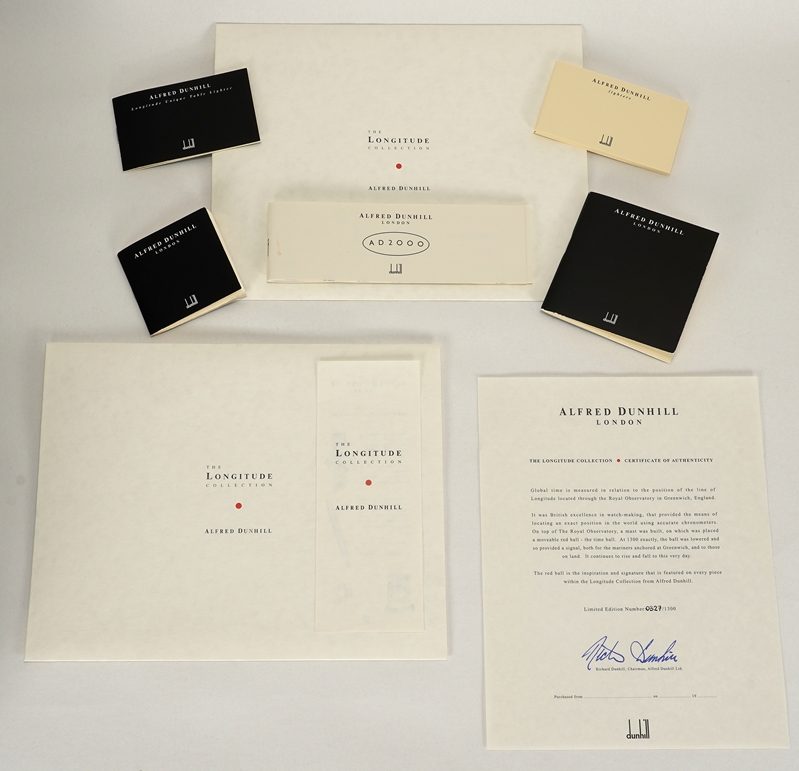 ALFRED DUNHILL
Longitude Unique Table Lighter
THE
LONGITUDE
COLLECTION
ALFRED DUNHILL
ALFRED DUNHILL
lighters
ALFRED DUNHILL
LONDON
ALFRED DUNHILL
LONDON
AD2000
ALFRED DUNHILL
LONDON
THE
LONGITUDE
COLLECTION
ALFRED DUNHILL
THE
LONGITUDE
COLLECTION
ALFRED DUNHILL
ALFRED DUNHILL
LONDON
THE LONGITUDE COLLECTION • CERTIFICATE OF AUTHENTICITY
Global time is measured in relation to the position of the line of
Longitude located through the Royal Observatory in Greenwich, England.
It was British excellence in watch-making, that provided the means of
locating an exact position in the world using accurate chronometers.
On top of The Royal Observatory, a mast was built, on which was placed
a movable red ball - the time ball. At 1300 exactly, the ball was lowered and
so provided a signal, both for the mariners anchored at Greenwich, and to those
on land. It continues to rise and fall to this very day.
The red ball is the inspiration and signature that is featured on every piece
within the Longitude Collection from Alfred Dunhill.
Limited Edition Number 0327/1300
Richard Dunhill, Chairman, Alfred Dunhill Ltd.
Purchased from .......... on .......... 19 ..........
dunhill